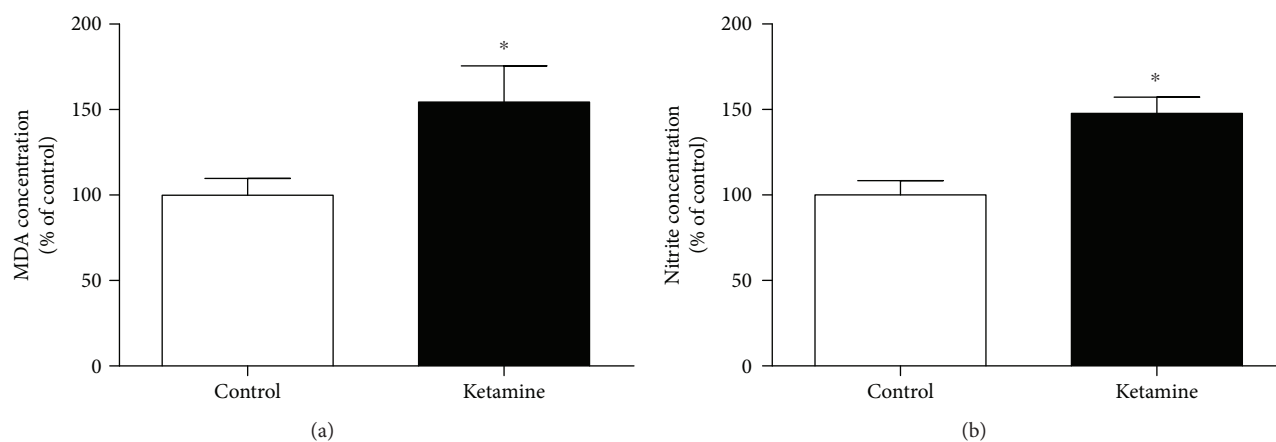 MDA concentration
(% of control)
200
150
100
50
0
*
Control
Ketamine
(a)
Nitrite concentration
(% of control)
200
150
100
50
0
*
Control
Ketamine
(b)